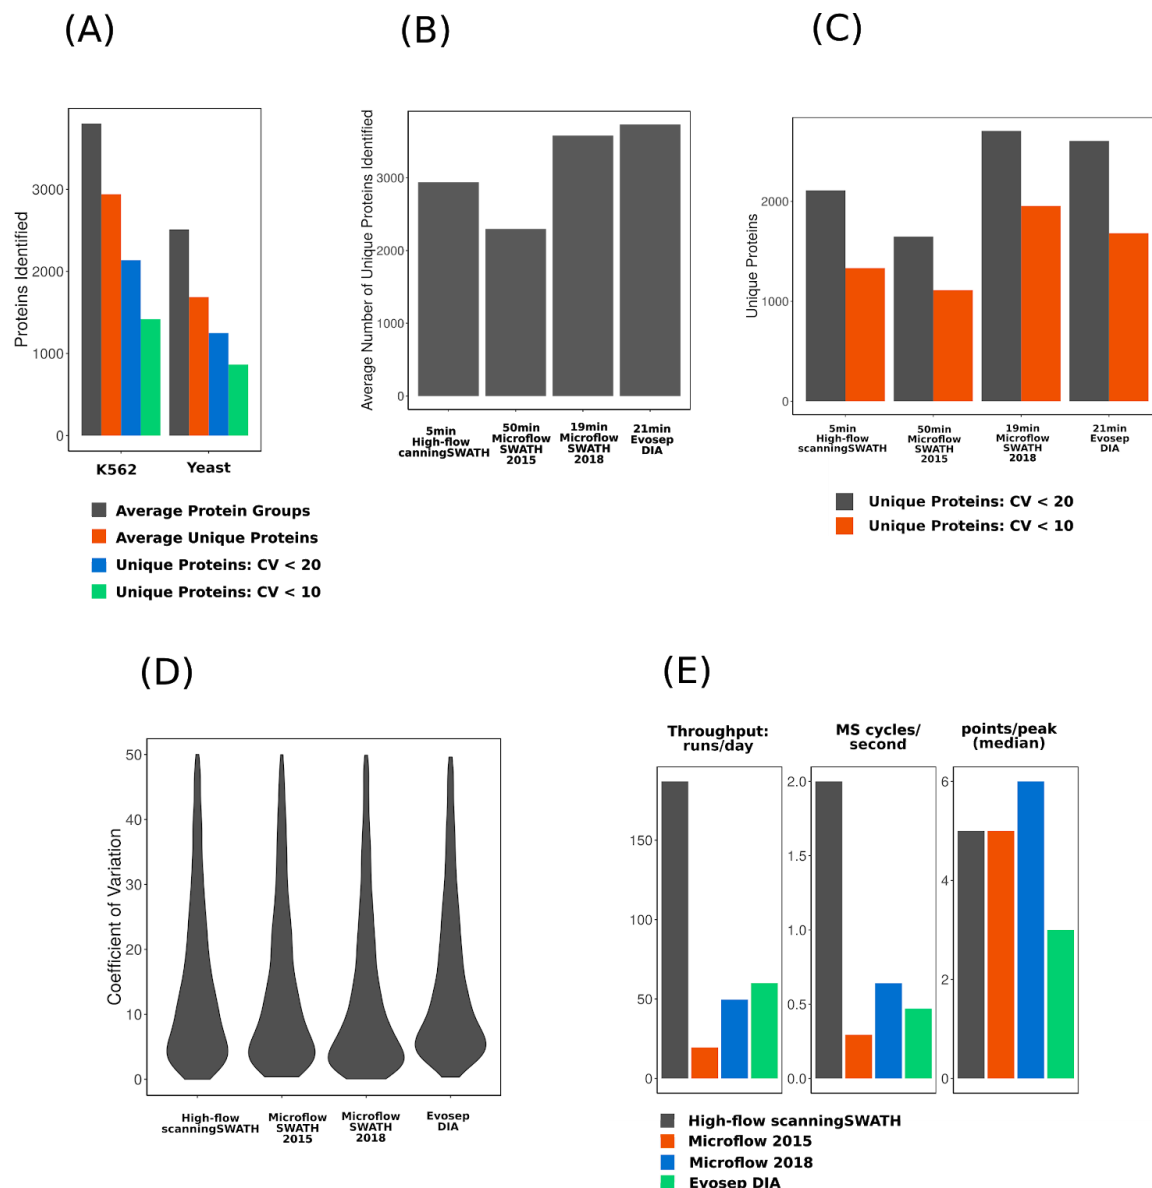 (A)
(B)
(C)
Proteins Identified
3000
2000
1000
0
K562
Yeast
Average Protein Groups
Average Unique Proteins
Unique Proteins: CV < 20
Unique Proteins: CV < 10
Average Number of Unique Proteins Identified
3000
2000
1000
0
5min
High-flow
canningSWATH
50min
Microflow
SWATH
2015
19min
Microflow
SWATH
2018
21min
Evosep
DIA
Unique Proteins
2000
1000
0
5min
High-flow
scanningSWATH
50min
Microflow
SWATH
2015
19min
Microflow
SWATH
2018
21min
Evosep
DIA
Unique Proteins: CV < 20
Unique Proteins: CV < 10
(D)
Coefficient of Variation
50
40
30
20
10
0
High-flow
scanningSWATH
Microflow
SWATH
2015
Microflow
SWATH
2018
Evosep
DIA
(E)
Throughput:
runs/day
150
100
50
0
MS cycles/
second
2.0
1.5
1.0
0.5
0.0
points/peak
(median)
6
4
2
0
High-flow scanningSWATH
Microflow 2015
Microflow 2018
Evosep DIA